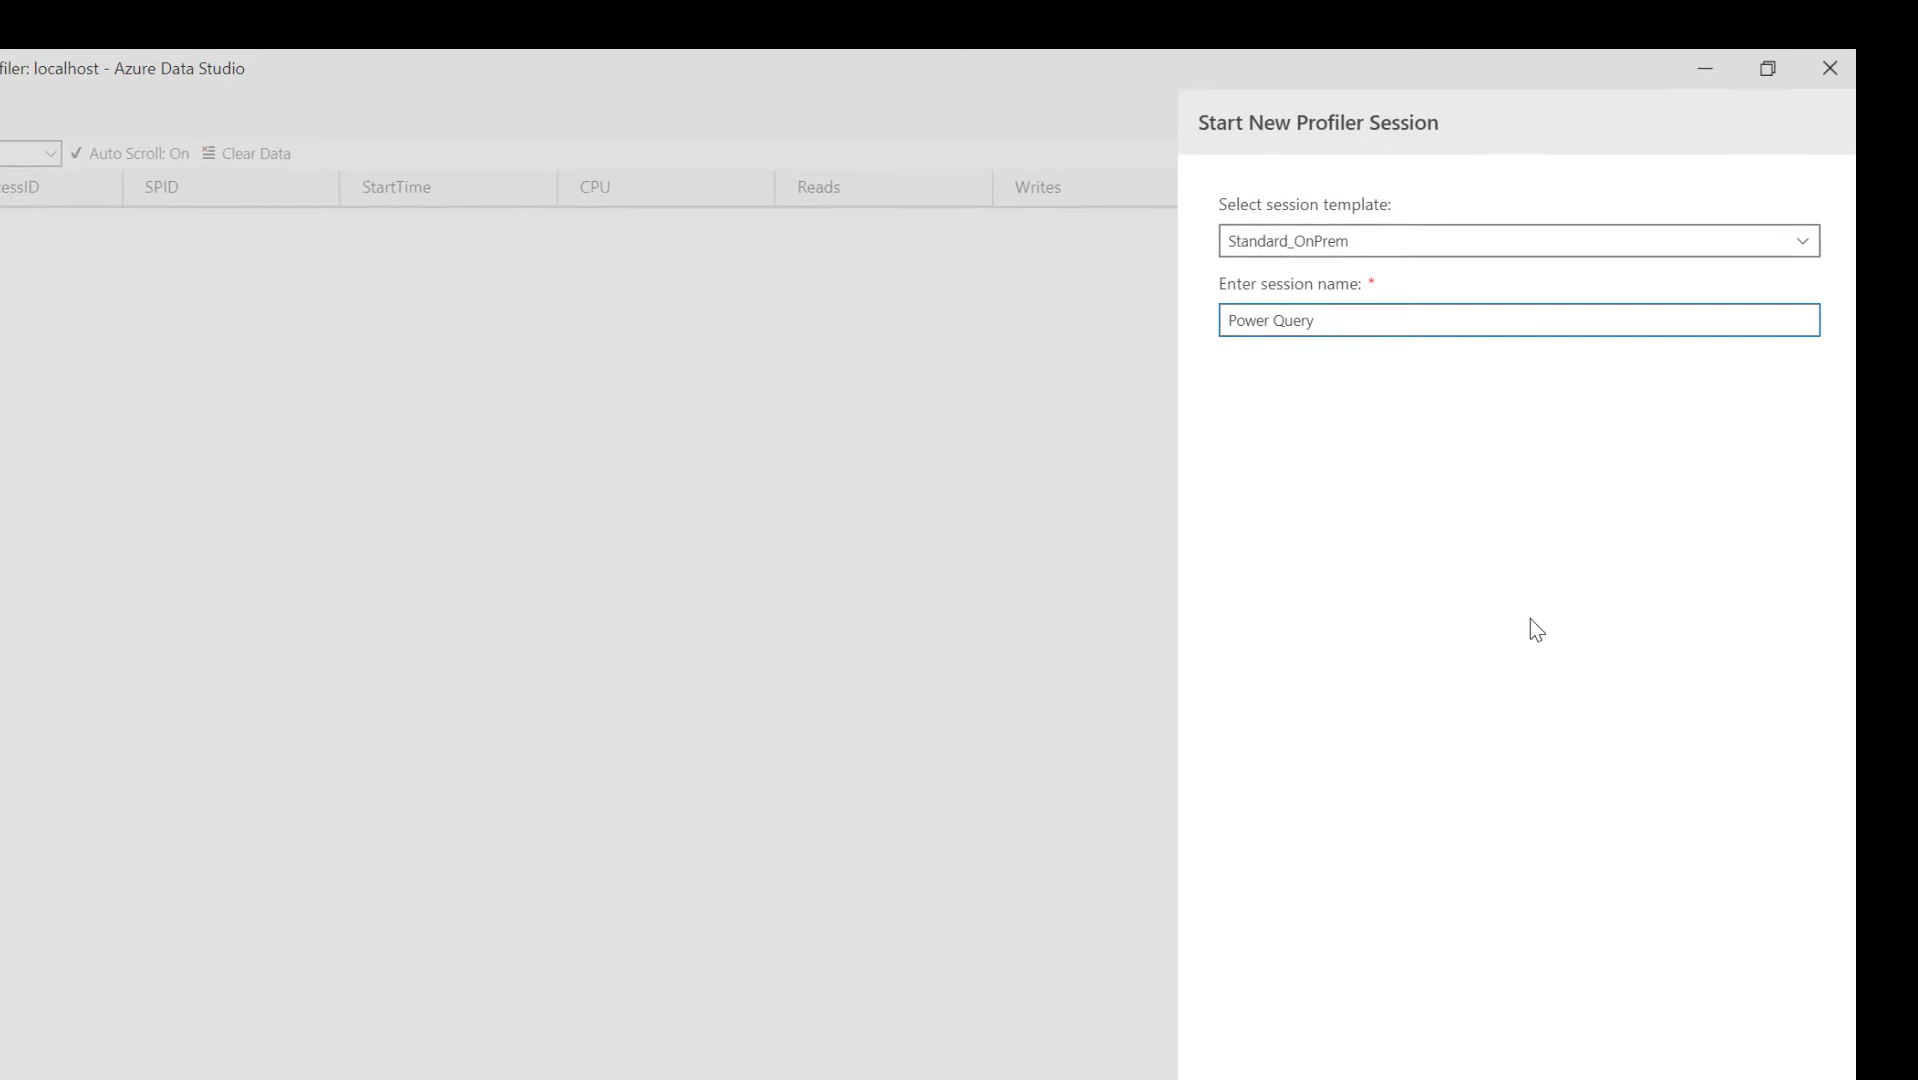 filer: localhost - Azure Data Studio
Start New Profiler Session
Auto Scroll: On Clear Data
essID SPID StartTime CPU Reads Writes
Select session template:
Standard_OnPrem
Enter session name: *
Power Query